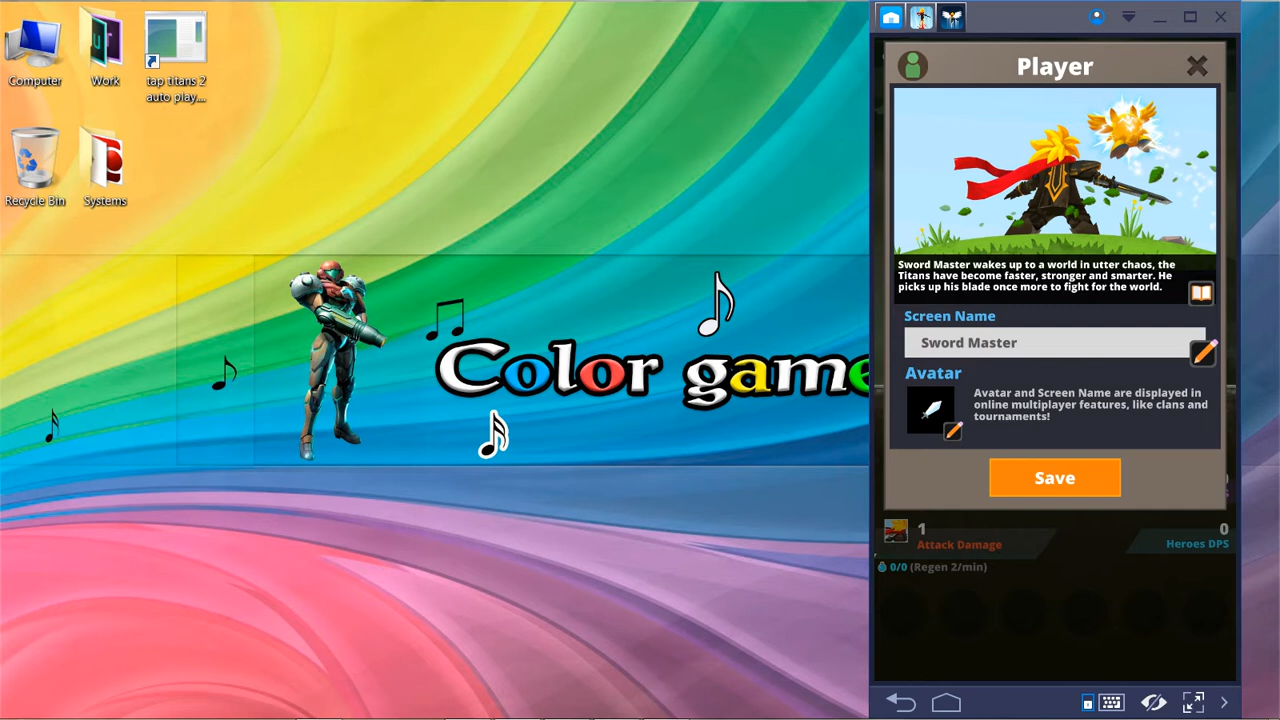 Computer
Work
tap titans 2
auto play...
Recycle Bin
Systems
Color game
Player
Sword Master wakes up to a world in utter chaos, the
Titans have become faster, stronger and smarter. He
picks up his blade once more to fight for the world.
Screen Name
Sword Master
Avatar
Avatar and Screen Name are displayed in
online multiplayer features, like clans and
tournaments!
Save
1
Attack Damage
0
Heroes DPS
0/0 (Regen 2/min)